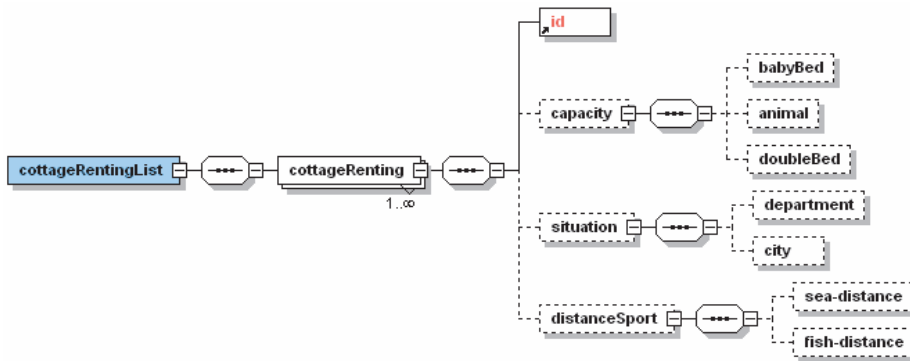 id
babyBed
capacity
animal
doubleBed
cottageRentingList
cottageRenting
1..∞
department
situation
city
sea-distance
distanceSport
fish-distance